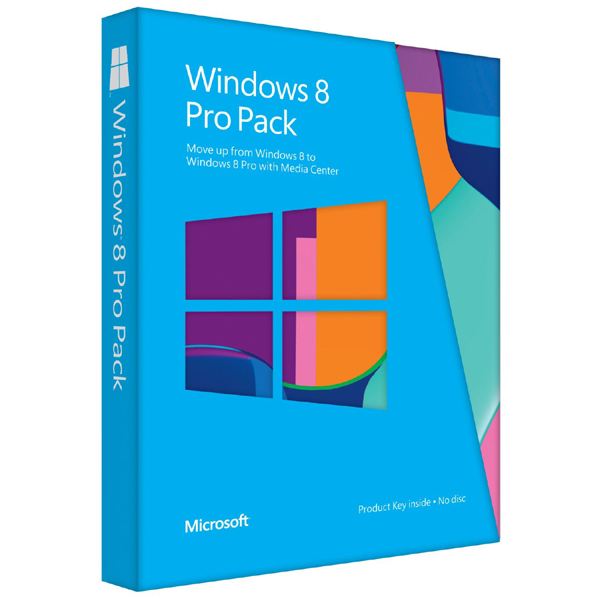 Windows 8
Pro Pack
Move up from Windows 8 to
Windows 8 Pro with Media Center
Windows 8 Pro Pack
Product Key inside • No disc
Microsoft